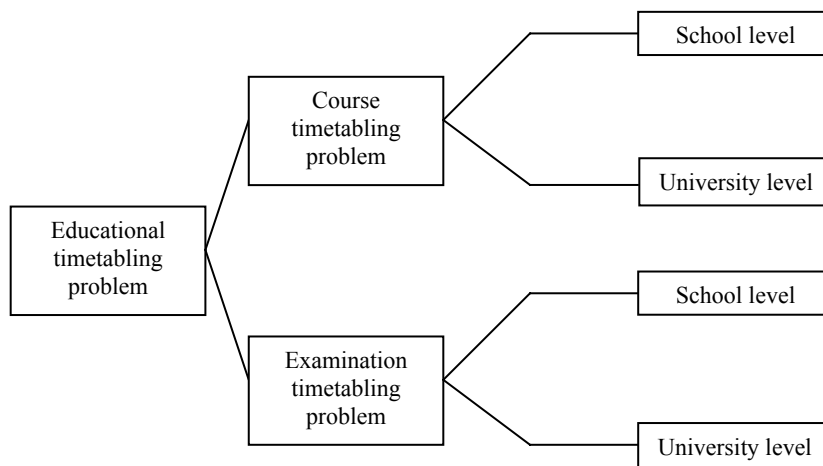 School level
Course
timetabling
problem
University level
Educational
timetabling
problem
School level
Examination
timetabling
problem
University level